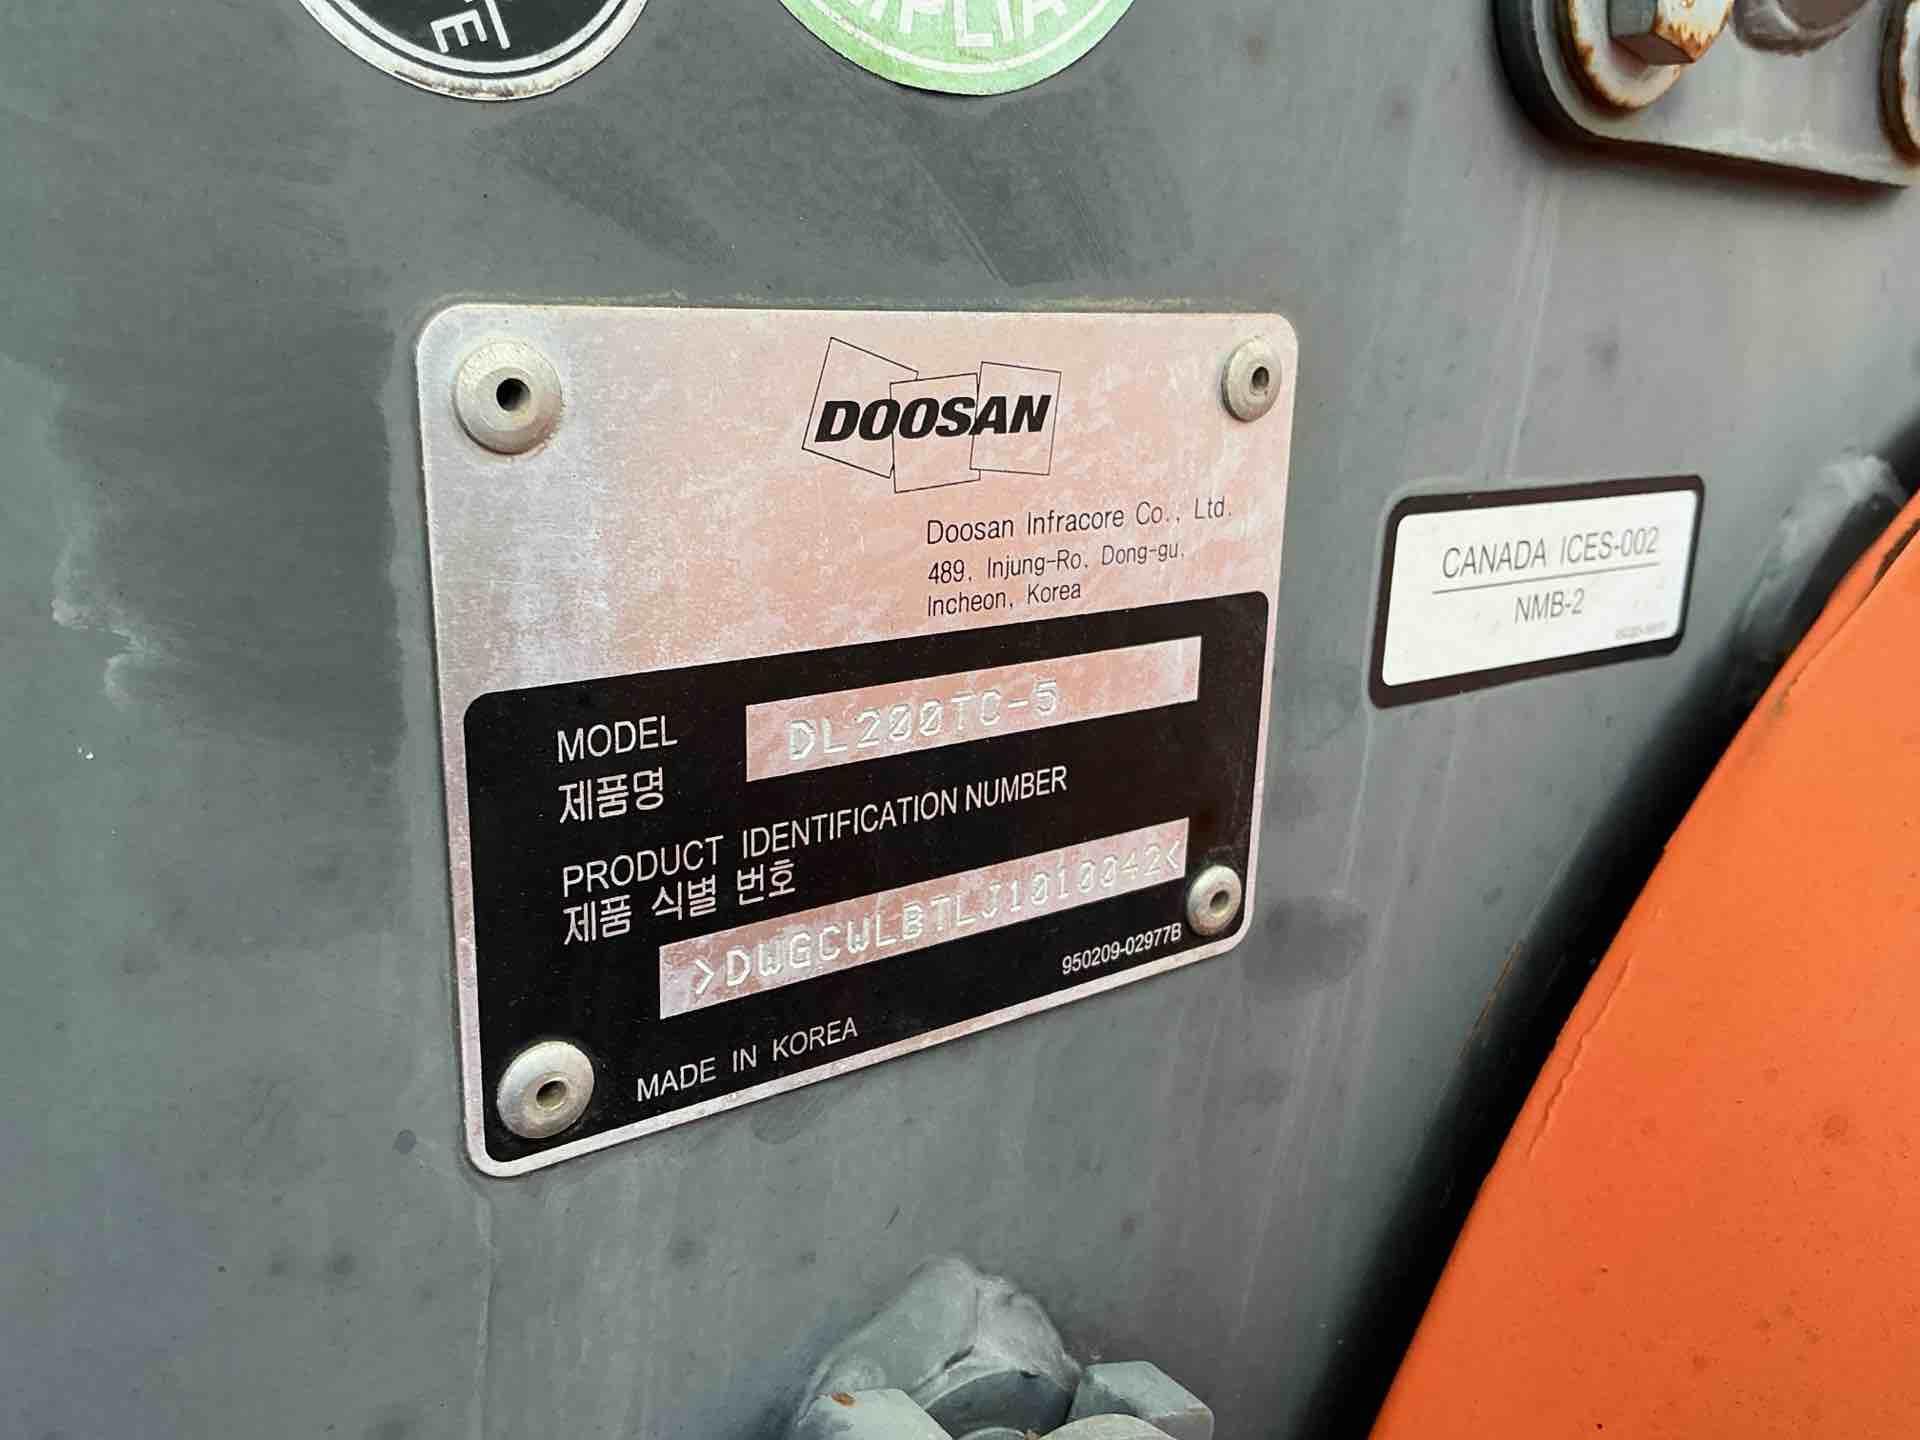 DOOSAN
Doosan Infracore Co., Ltd.
489, Injung-Ro, Dong-gu,
Incheon, Korea
MODEL DL200TC-5
제품명
PRODUCT IDENTIFICATION NUMBER
제품 식별 번호
>DWGCWLBTLJ1010042<
950209-02977B
MADE IN KOREA
CANADA ICES-002
NMB-2